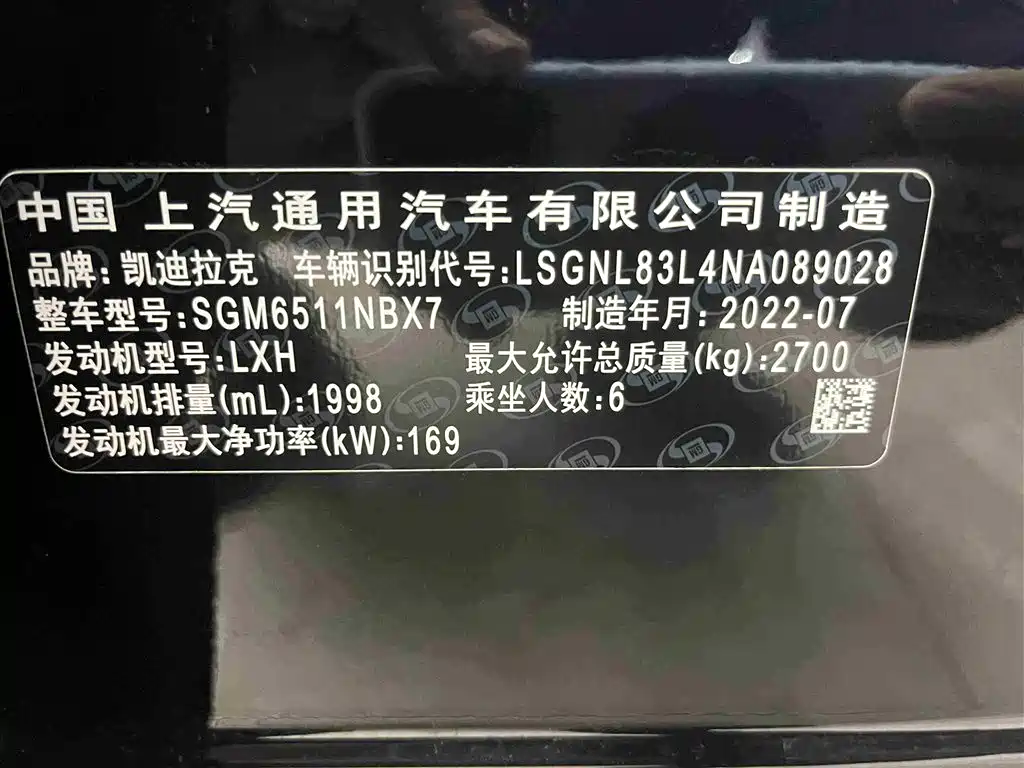 中国 上汽通用汽车有限公司制造
品牌: 凯迪拉克 车辆识别代号:LSGNL83L4NA089028
整车型号:SGM6511NBX7 制造年月: 2022-07
发动机型号:LXH 最大允许总质量(kg):2700
发动机排量(mL):1998 乘坐人数:6
发动机最大净功率(kW):169